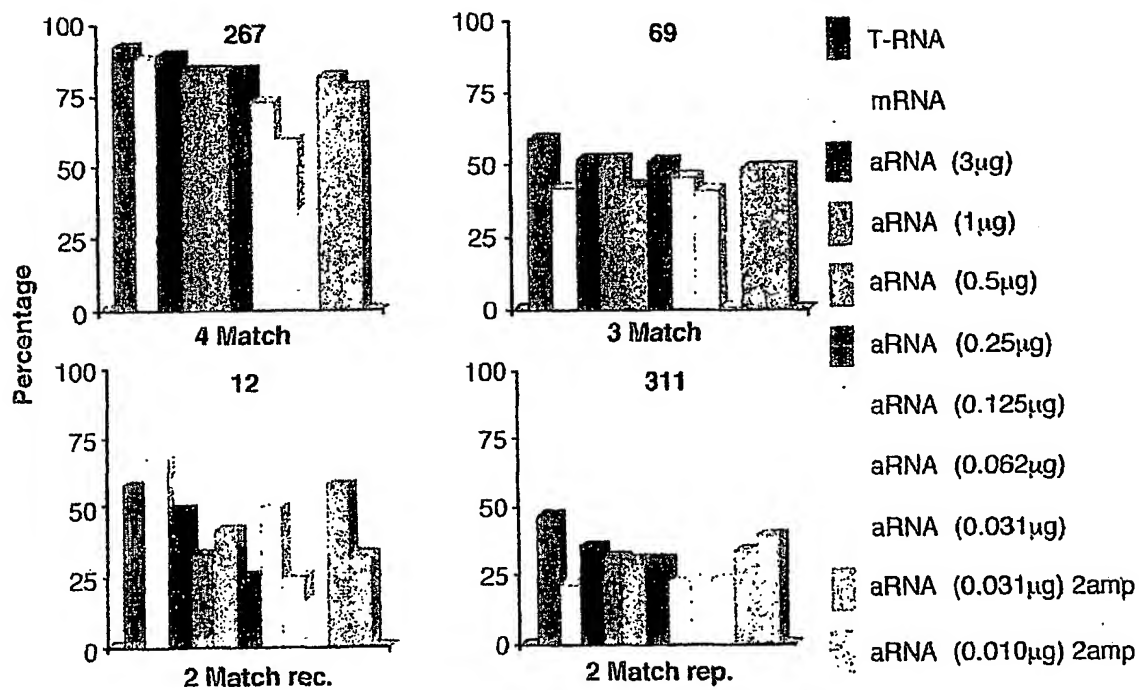 Percentage
100
75
50
25
0
267
4 Match
100
75
50
25
0
69
3 Match
100
75
50
25
0
12
2 Match rec.
100
75
50
25
0
311
2 Match rep.
T-RNA
mRNA
aRNA (3μg)
aRNA (1μg)
aRNA (0.5μg)
aRNA (0.25μg)
aRNA (0.125μg)
aRNA (0.062μg)
aRNA (0.031μg)
aRNA (0.031μg) 2amp
aRNA (0.010μg) 2amp